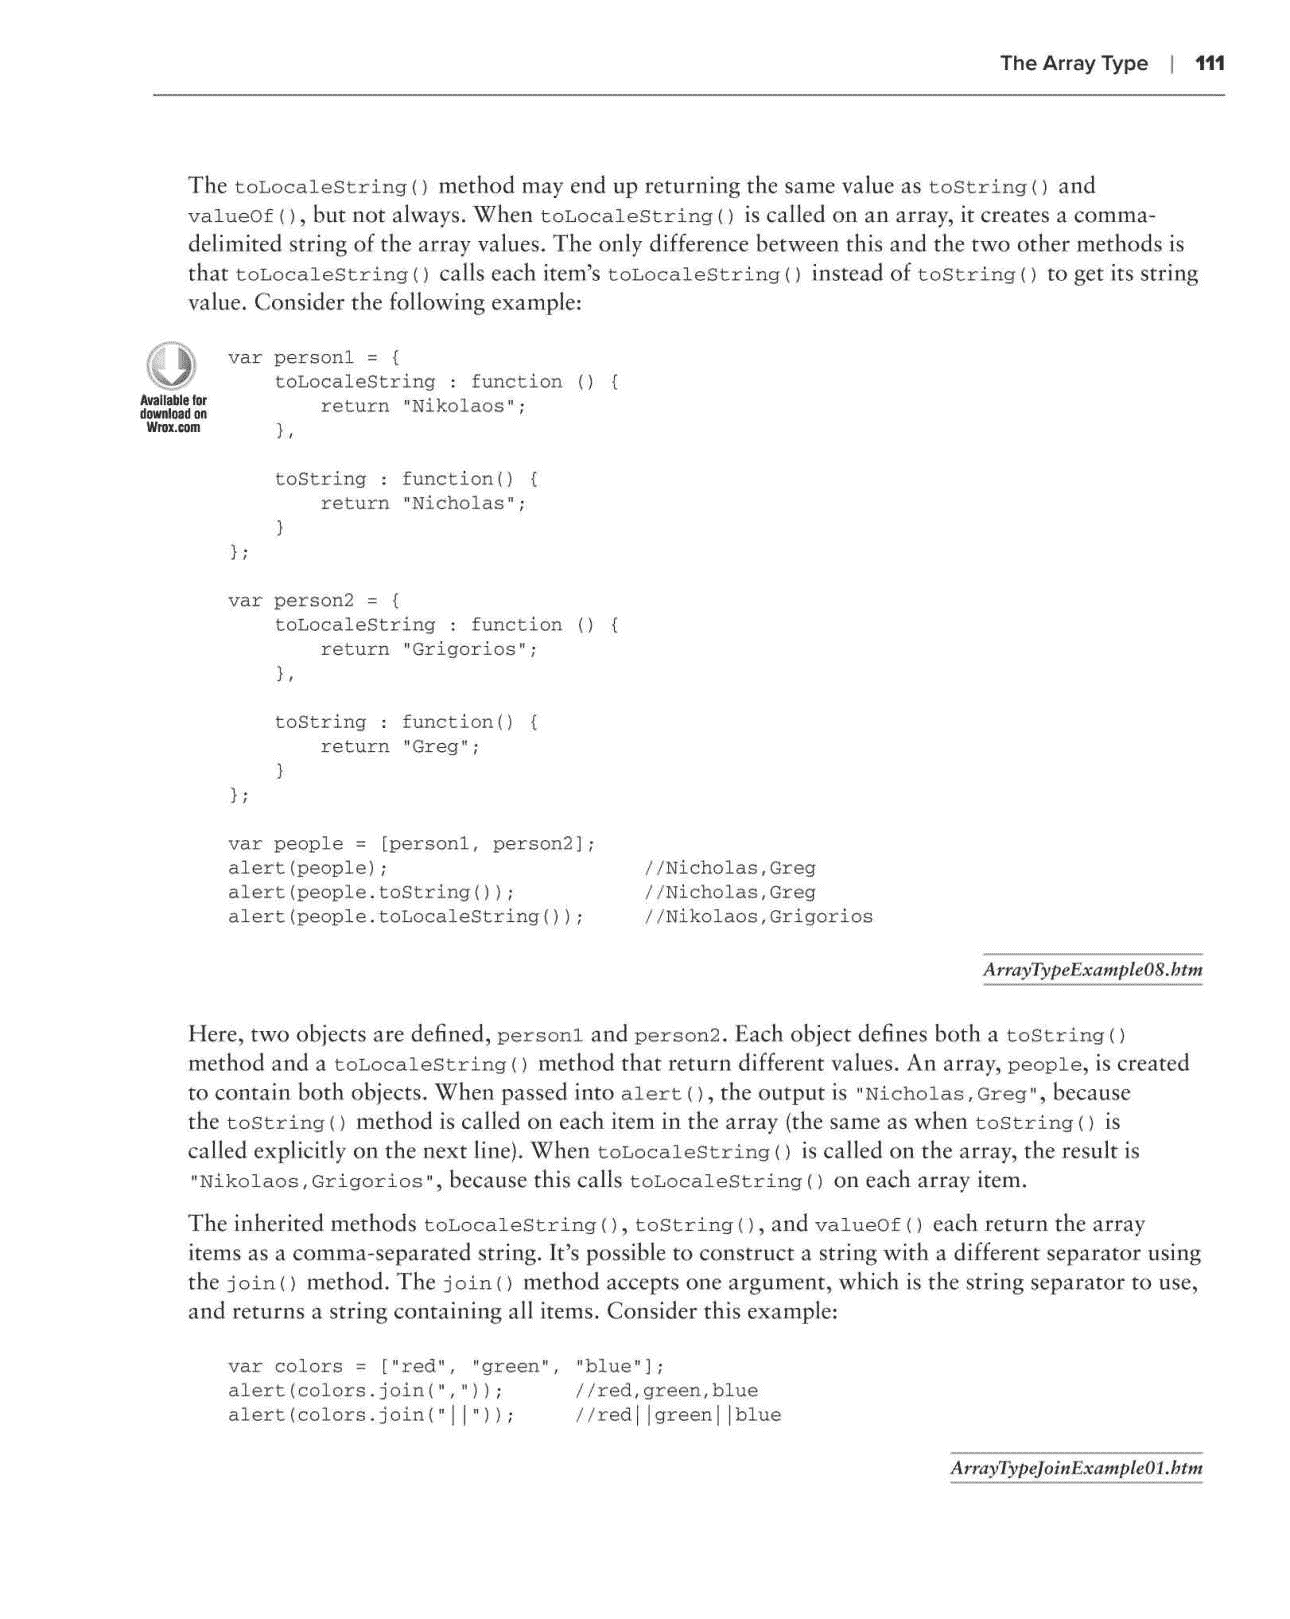 The Array Type | 111
The toLocaleString() method may end up returning the same value as toString() and
valueOf(), but not always. When toLocaleString() is called on an array, it creates a comma-
delimited string of the array values. The only difference between this and the two other methods is
that toLocaleString() calls each item’s toLocaleString() instead of toString() to get its string
value. Consider the following example:
Available for
download on
Wrox.com
var person1 = {
    toLocaleString : function () {
        return "Nikolaos";
    },
    toString : function() {
        return "Nicholas";
    }
};
var person2 = {
    toLocaleString : function () {
        return "Grigorios";
    },
    toString : function() {
        return "Greg";
    }
};
var people = [person1, person2];
alert(people);                      //Nicholas,Greg
alert(people.toString());           //Nicholas,Greg
alert(people.toLocaleString());     //Nikolaos,Grigorios
ArrayTypeExample08.htm
Here, two objects are defined, person1 and person2. Each object defines both a toString()
method and a toLocaleString() method that return different values. An array, people, is created
to contain both objects. When passed into alert(), the output is "Nicholas,Greg", because
the toString() method is called on each item in the array (the same as when toString() is
called explicitly on the next line). When toLocaleString() is called on the array, the result is
"Nikolaos,Grigorios", because this calls toLocaleString() on each array item.
The inherited methods toLocaleString(), toString(), and valueOf() each return the array
items as a comma-separated string. It’s possible to construct a string with a different separator using
the join() method. The join() method accepts one argument, which is the string separator to use,
and returns a string containing all items. Consider this example:
var colors = ["red", "green", "blue"];
alert(colors.join(","));      //red,green,blue
alert(colors.join("||"));     //red||green||blue
ArrayTypeJoinExample01.htm